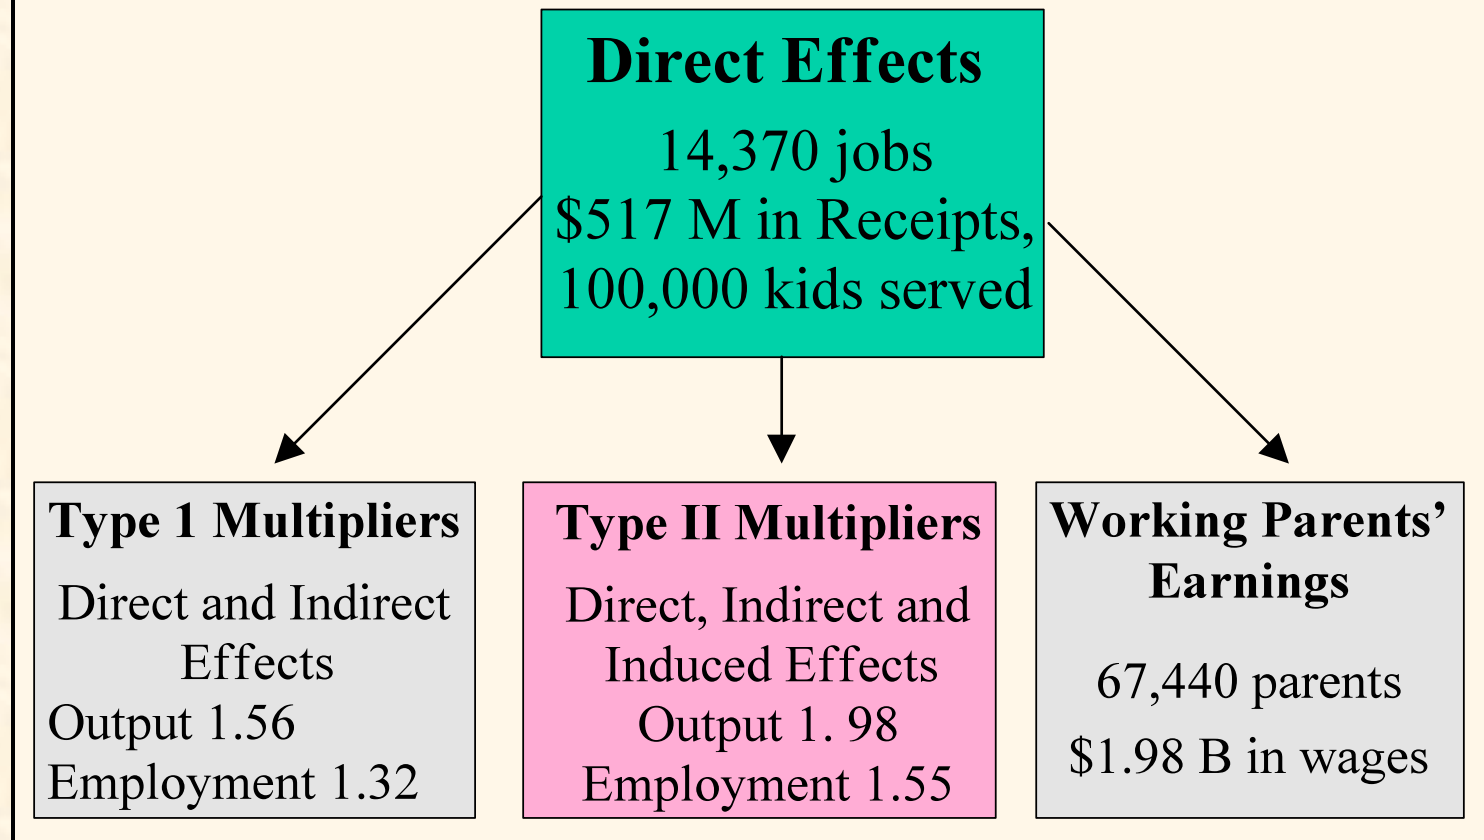 Direct Effects
14,370 jobs
$517 M in Receipts,
100,000 kids served
Type 1 Multipliers
Direct and Indirect
Effects
Output 1.56
Employment 1.32
Type II Multipliers
Direct, Indirect and
Induced Effects
Output 1. 98
Employment 1.55
Working Parents’
Earnings
67,440 parents
$1.98 B in wages